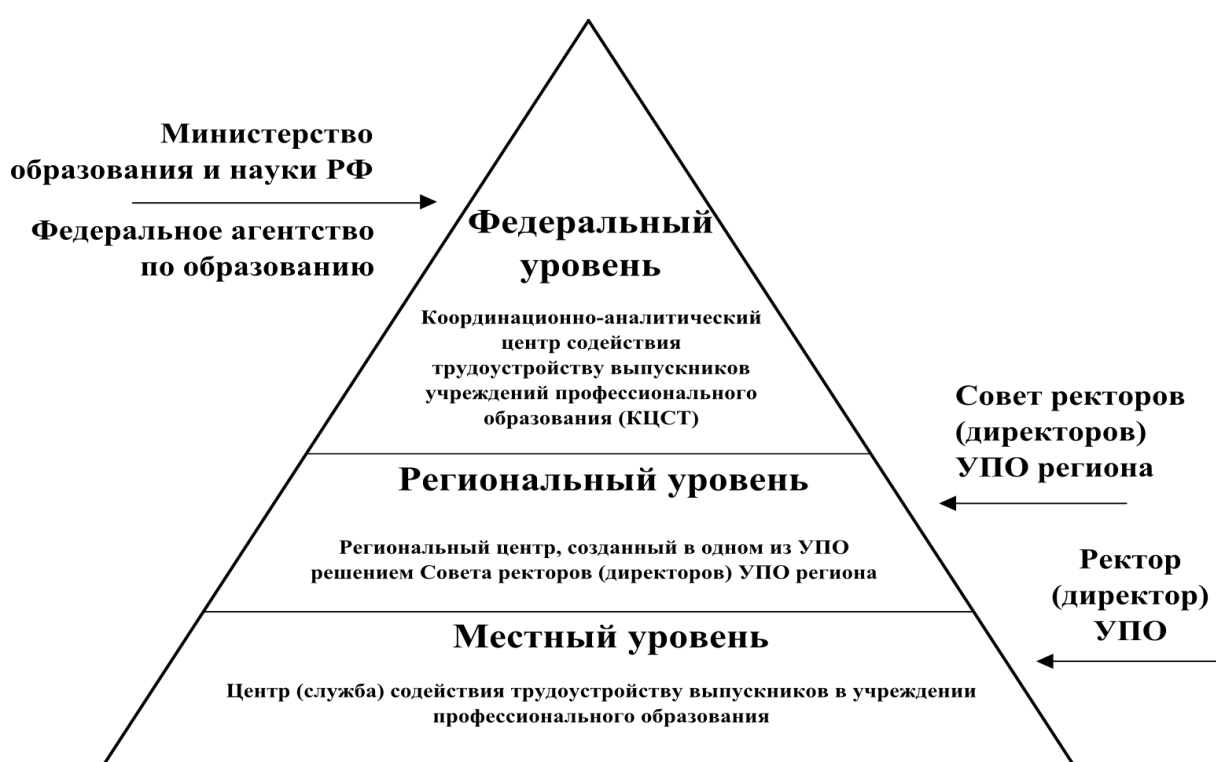 Министерство
образования и науки РФ
Федеральное агентство
по образованию
Федеральный
уровень
Координационно-аналитический
центр содействия
трудоустройству выпускников
учреждений профессионального
образования (КЦСТ)
Совет ректоров
(директоров)
УПО региона
Региональный уровень
Региональный центр, созданный в одном из УПО
решением Совета ректоров (директоров) УПО региона
Ректор
(директор)
УПО
Местный уровень
Центр (служба) содействия трудоустройству выпускников в учреждении
профессионального образования